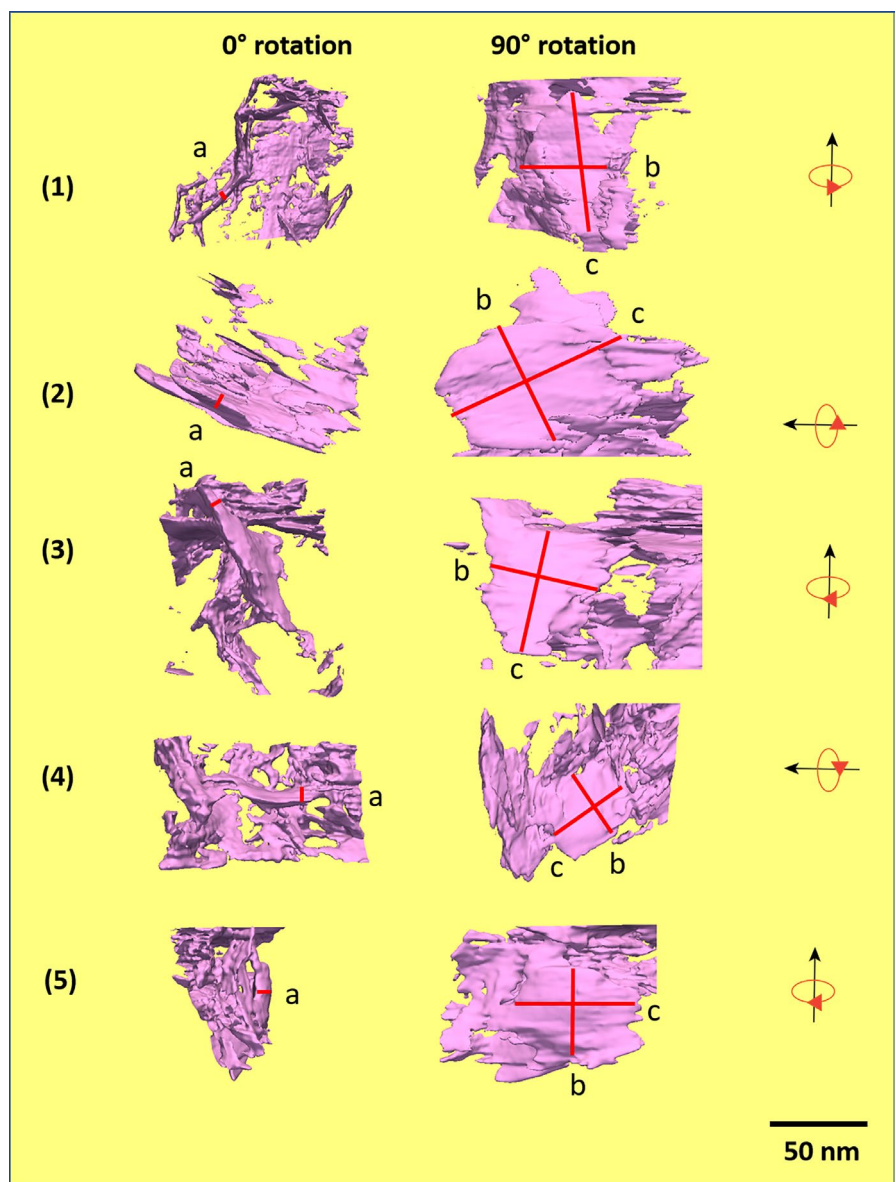 0° rotation 90° rotation
a
(1)
b
c
b
c
(2)
a
a
(3)
b
c
(4)
a
c
b
(5)
a
c
b
50 nm